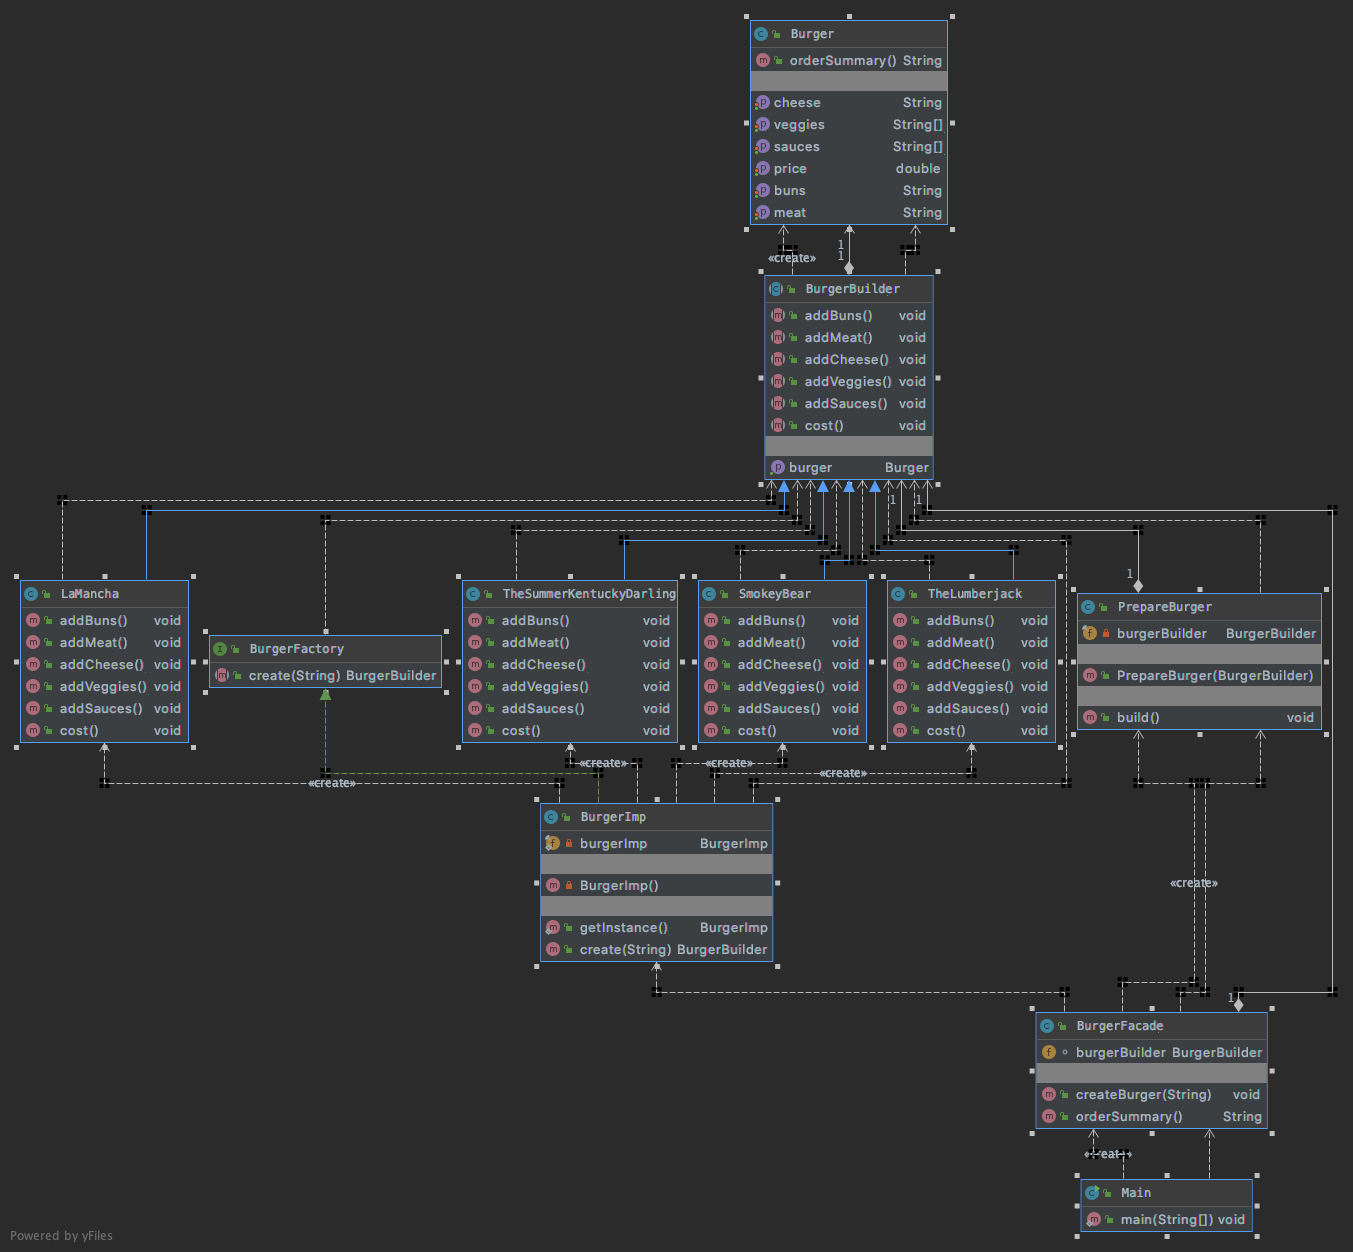 Burger
orderSummary() String
cheese String
veggies String[]
sauces String[]
price double
buns String
meat String
1
1
«create»
BurgerBuilder
addBuns() void
addMeat() void
addCheese() void
addVeggies() void
addSauces() void
cost() void
burger Burger
1 1
1
LaMancha
addBuns() void
addMeat() void
addCheese() void
addVeggies() void
addSauces() void
cost() void
BurgerFactory
create(String) BurgerBuilder
TheSummerKentuckyDarling
addBuns() void
addMeat() void
addCheese() void
addVeggies() void
addSauces() void
cost() void
SmokeyBear
addBuns() void
addMeat() void
addCheese() void
addVeggies() void
addSauces() void
cost() void
TheLumberjack
addBuns() void
addMeat() void
addCheese() void
addVeggies() void
addSauces() void
cost() void
PrepareBurger
burgerBuilder BurgerBuilder
PrepareBurger(BurgerBuilder)
build() void
«create» «create»
«create» «create»
BurgerImp
burgerImp BurgerImp
BurgerImp()
getInstance() BurgerImp
create(String) BurgerBuilder
«create»
1
BurgerFacade
burgerBuilder BurgerBuilder
createBurger(String) void
orderSummary() String
«create»
Main
main(String[]) void
Powered by yFiles